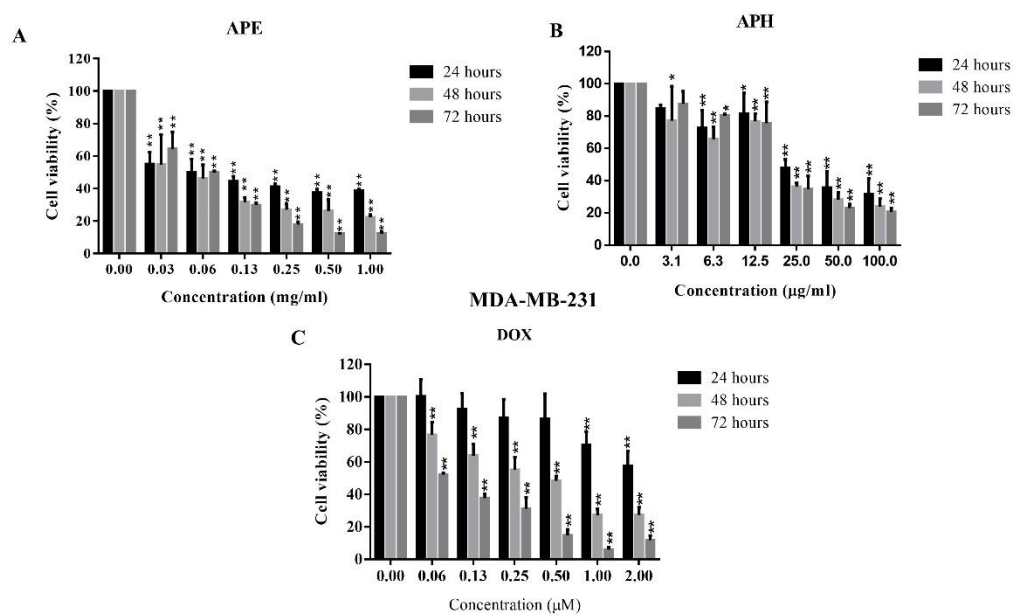 A
APE
120
100
80
60
40
20
0
Cell viability (%)
** ** ** ** ** ** ** ** ** ** ** ** ** ** ** ** ** **
0.00 0.03 0.06 0.13 0.25 0.50 1.00
Concentration (mg/ml)
24 hours
48 hours
72 hours
B
APH
120
100
80
60
40
20
0
Cell viability (%)
* ** ** * * ** ** ** ** ** ** ** ** ** ** **
0.0 3.1 6.3 12.5 25.0 50.0 100.0
Concentration (μg/ml)
24 hours
48 hours
72 hours
MDA-MB-231
C
DOX
120
100
80
60
40
20
0
Cell viability (%)
** ** ** ** ** ** ** ** ** ** ** ** ** **
0.00 0.06 0.13 0.25 0.50 1.00 2.00
Concentration (μM)
24 hours
48 hours
72 hours